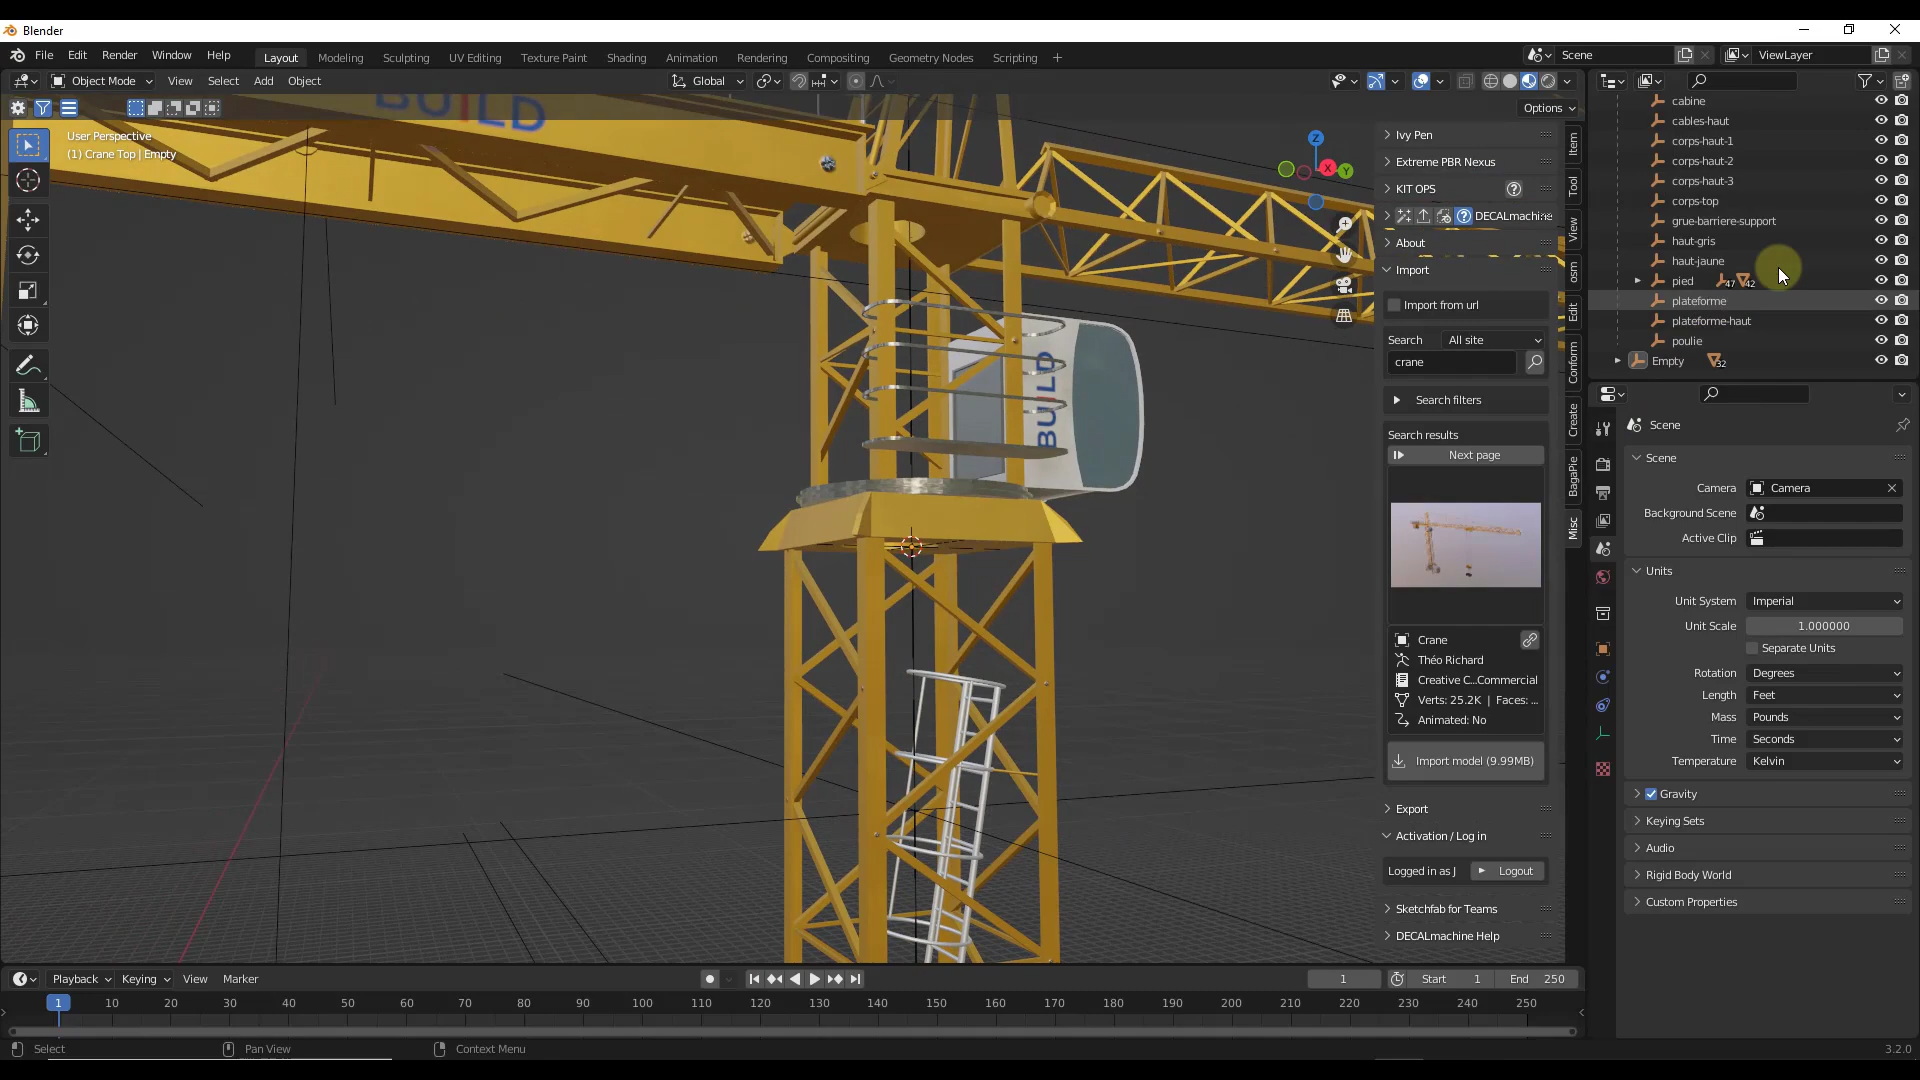 Blender
File Edit Render Window Help Layout Modeling Sculpting UV Editing Texture Paint Shading Animation Rendering Compositing Geometry Nodes Scripting + Scene ViewLayer
Object Mode View Select Add Object Global
Options
BUILD
User Perspective
(1) Crane Top | Empty
Z
X
Y
BUILD
Ivy Pen
Extreme PBR Nexus
KIT OPS
DECALmachine
About
Import
Import from url
Search All site
crane
Search filters
Search results
Next page
Crane
Théo Richard
Creative C...Commercial
Verts: 25.2K | Faces: ...
Animated: No
Import model (9.99MB)
Export
Activation / Log in
Logged in as J Logout
Sketchfab for Teams
DECALmachine Help
Item
Tool
View
osm
Edit
Conform
Create
BagaPie
Misc
cabine
cables-haut
corps-haut-1
corps-haut-2
corps-haut-3
corps-top
grue-barriere-support
haut-gris
haut-jaune
pied 47 42
plateforme
plateforme-haut
poulie
Empty 32
Scene
Scene
Camera Camera
Background Scene
Active Clip
Units
Unit System Imperial
Unit Scale 1.000000
Separate Units
Rotation Degrees
Length Feet
Mass Pounds
Time Seconds
Temperature Kelvin
Gravity
Keying Sets
Audio
Rigid Body World
Custom Properties
Playback Keying View Marker 1 Start 1 End 250
1 10 20 30 40 50 60 70 80 90 100 110 120 130 140 150 160 170 180 190 200 210 220 230 240 250
Select Pan View Context Menu 3.2.0